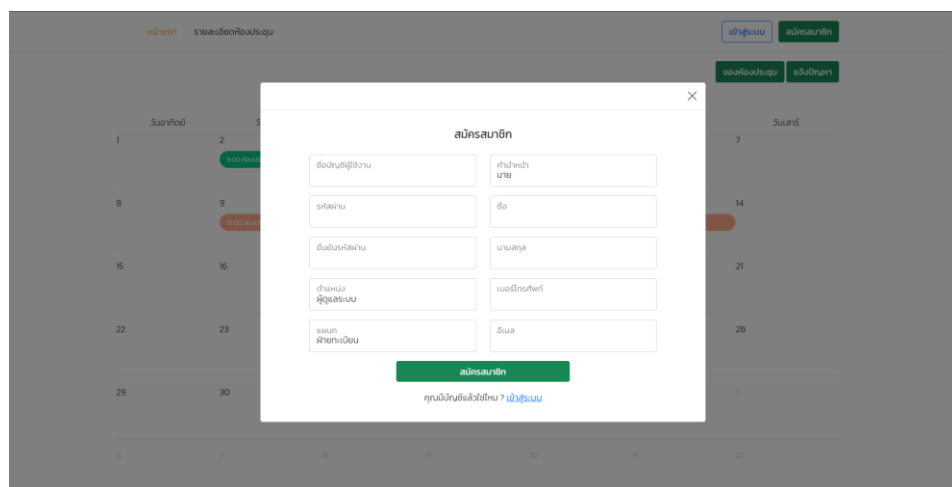 หน้าแรก รายละเอียดห้องประชุม เข้าสู่ระบบ สมัครสมาชิก
จองห้องประชุม แจ้งปัญหา
วันอาทิตย์ วันเสาร์
1 2 7
8 9 14
15 16 21
22 23 28
29 30 5
6 7 8 9 10 11 12
สมัครสมาชิก
ชื่อบัญชีผู้ใช้งาน
คำนำหน้า
นาย
รหัสผ่าน
ชื่อ
ยืนยันรหัสผ่าน
นามสกุล
ตำแหน่ง
ผู้ดูแลระบบ
เบอร์โทรศัพท์
แผนก
ฝ่ายทะเบียน
อีเมล
สมัครสมาชิก
คุณมีบัญชีแล้วใช่ไหม ? เข้าสู่ระบบ